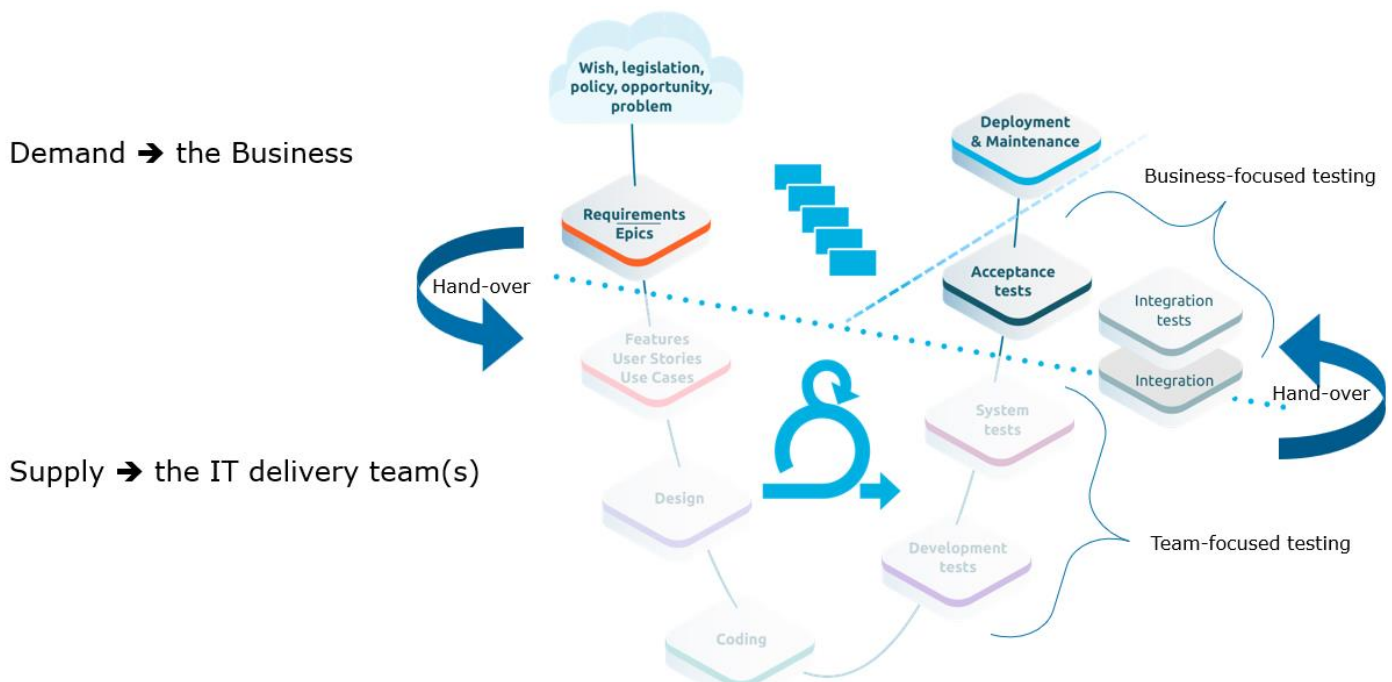 Wish, legislation,
policy, opportunity,
problem
Deployment
& Maintenance
Demand ➔ the Business
Business-focused testing
Requirements
Epics
Acceptance
tests
Hand-over
Integration
tests
Features
User Stories
Use Cases
Integration
Hand-over
System
tests
Supply ➔ the IT delivery team(s)
Design
Development
tests
Team-focused testing
Coding